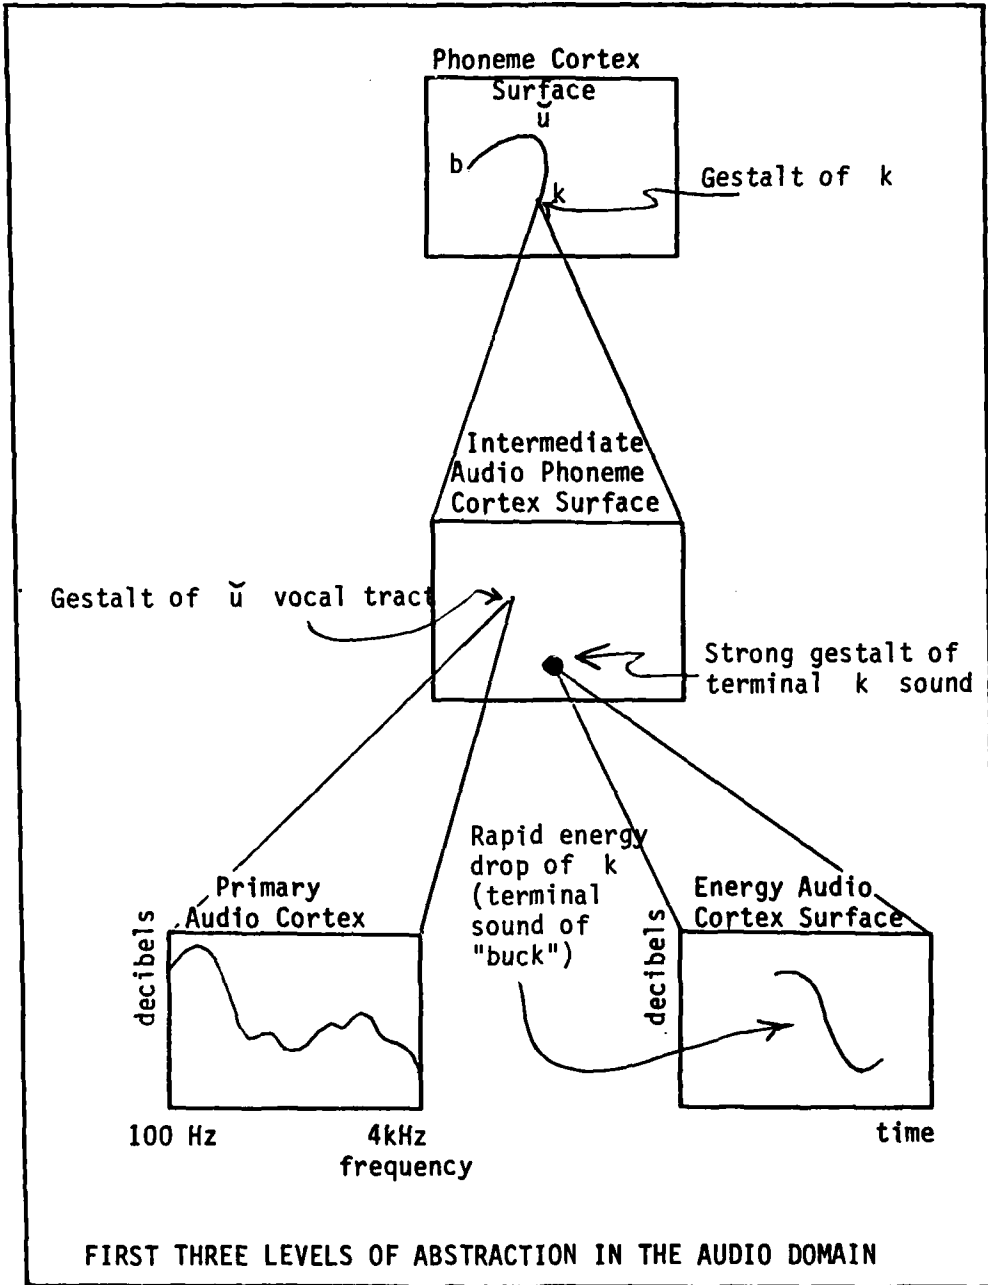 Phoneme Cortex
Surface
ŭ
b
k
Gestalt of k
Intermediate
Audio Phoneme
Cortex Surface
Gestalt of ŭ vocal tract
Strong gestalt of
terminal k sound
Rapid energy
drop of k
(terminal
sound of
"buck")
Primary
Audio Cortex
decibels
100 Hz
4kHz
frequency
Energy Audio
Cortex Surface
decibels
time
FIRST THREE LEVELS OF ABSTRACTION IN THE AUDIO DOMAIN